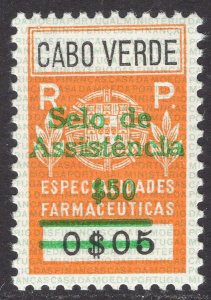 CABO VERDE
R. P.
Selo de
Assistência
ESPECIALIDADES
$50
FARMACEUTICAS
0$05